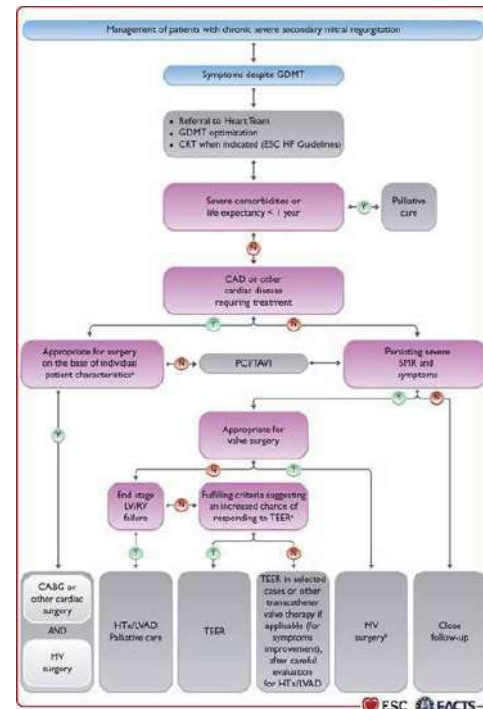 Management of patients with chronic severe secondary mitral regurgitation
Symptoms despite GDMT
• Referral to Heart Team
• GDMT optimization
• CRT when indicated (ESC HF Guidelines)
Severe comorbidities or
life expectancy < 1 year
Y
Palliative
care
N
CAD or other
cardiac disease
requiring treatment
Y
N
Appropriate for surgery
on the base of individual
patient characteristics
N
PCI/TAVI
Persisting severe
SMR and
symptoms
Y
Y
N
Appropriate for
valve surgery
N
Y
End stage
LV/RV
failure
N
Fulfilling criteria suggesting
an increased chance of
responding to TEER
Y
Y
N
CABG or
other cardiac
surgery
AND
MV
surgery
HTx/LVAD
Palliative care
TEER
TEER in selected
cases or other
transcatheter
valve therapy if
applicable (for
symptoms
improvement),
after careful
evaluation
for HTx/LVAD
MV
surgery
Close
follow-up
ESC EACTS